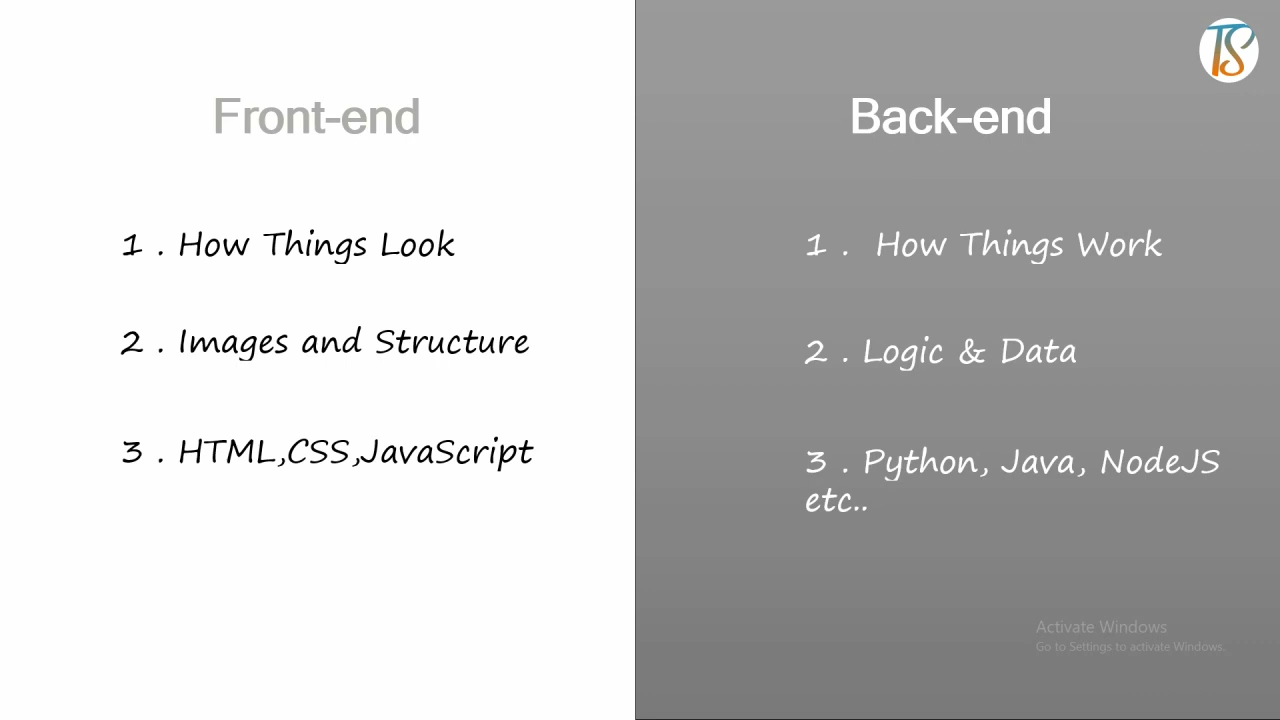 TS
Front-end
1 . How Things Look
2 . Images and Structure
3 . HTML,CSS,JavaScript
Back-end
1 . How Things Work
2 . Logic & Data
3 . Python, Java, NodeJS
etc..
Activate Windows
Go to Settings to activate Windows.